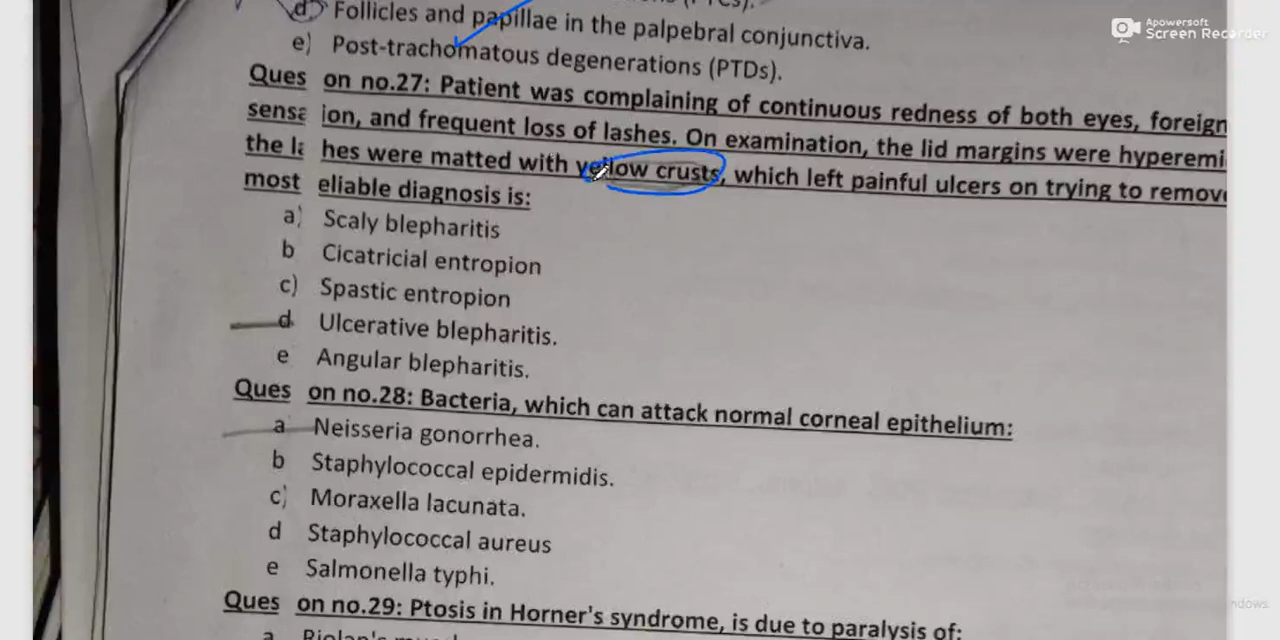 d) Follicles and papillae in the palpebral conjunctiva.
e) Post-trachomatous degenerations (PTDs).
Ques on no.27: Patient was complaining of continuous redness of both eyes, foreign
sensa ion, and frequent loss of lashes. On examination, the lid margins were hyperemi
the la hes were matted with yellow crusts, which left painful ulcers on trying to remove
most eliable diagnosis is:
a) Scaly blepharitis
b Cicatricial entropion
c) Spastic entropion
d Ulcerative blepharitis.
e Angular blepharitis.
Ques on no.28: Bacteria, which can attack normal corneal epithelium:
a Neisseria gonorrhea.
b Staphylococcal epidermidis.
c) Moraxella lacunata.
d Staphylococcal aureus
e Salmonella typhi.
Ques on no.29: Ptosis in Horner's syndrome, is due to paralysis of:
a Riolan's
Apowersoft
Screen Recorder
ndows.